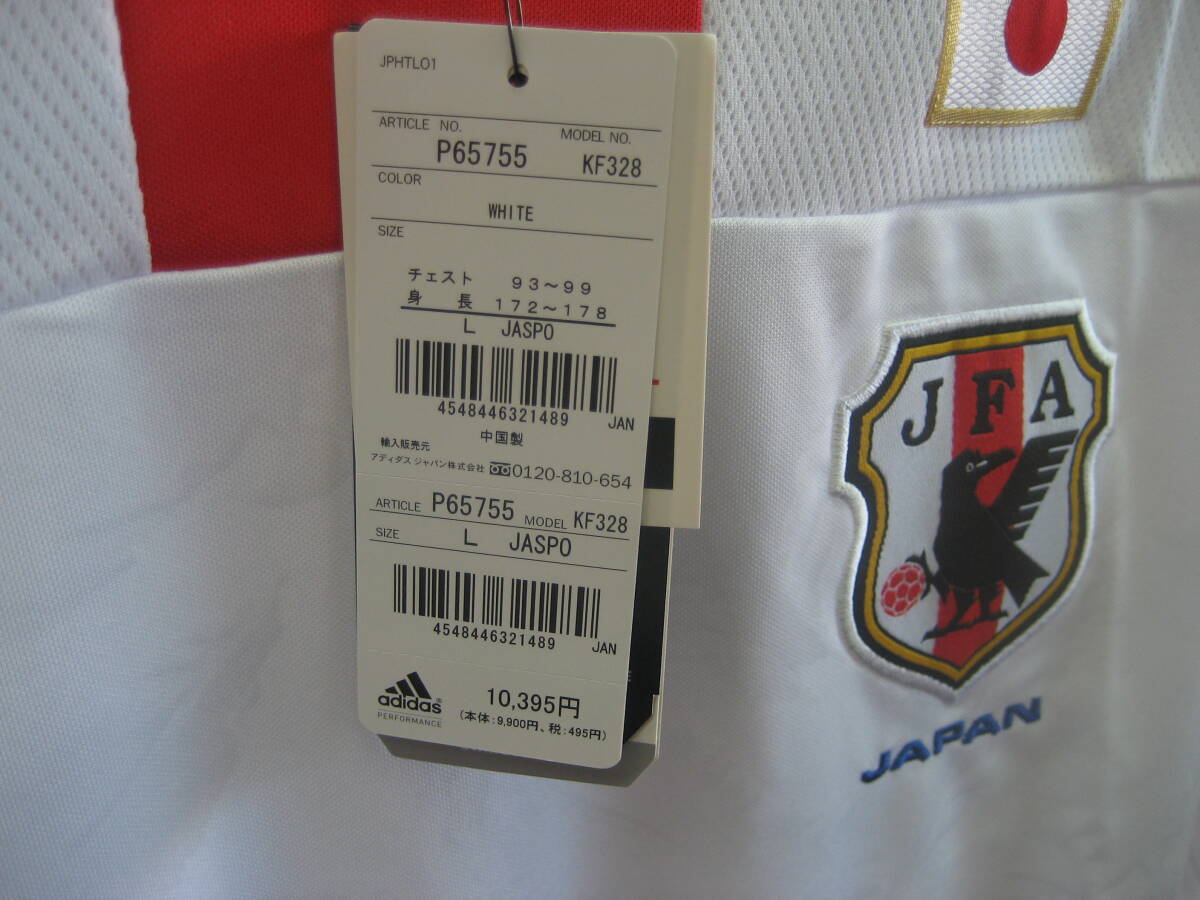 JPHTL01
ARTICLE NO. MODEL NO.
P65755 KF328
COLOR
WHITE
SIZE
チェスト 93～99
身長 172～178
L JASPO
4548446321489 JAN
中国製
輸入販売元
アディダス ジャパン株式会社 0120-810-654
ARTICLE P65755 MODEL KF328
SIZE L JASPO
4548446321489 JAN
adidas
PERFORMANCE
10,395円
(本体:9,900円、税:495円)
JFA
JAPAN